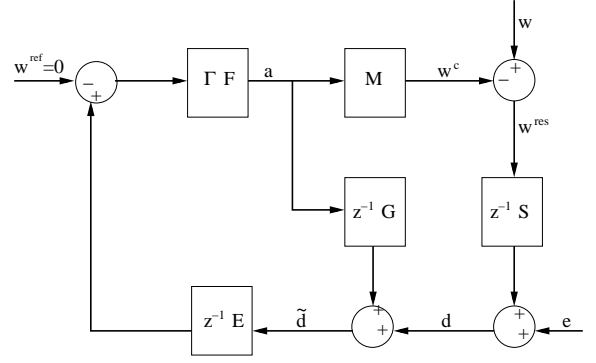 w
w^ref=0
−
+
Γ F
a
M
w^c
−
+
w^res
z^−1 G
z^−1 S
z^−1 E
d̃
+
+
d
+
+
e